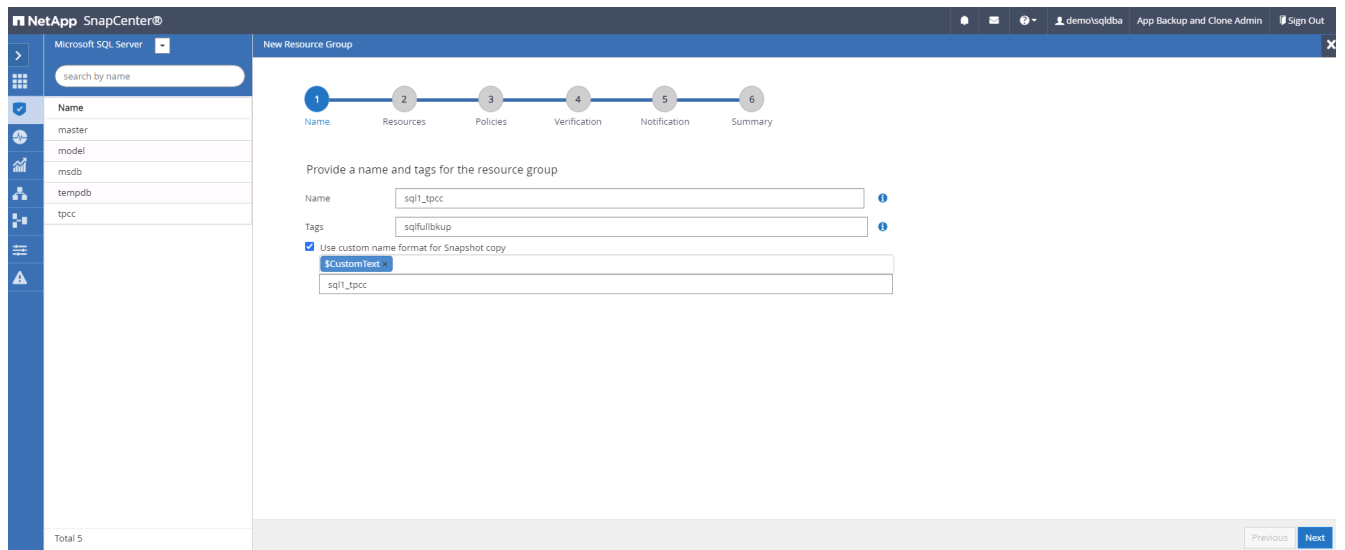 NetApp SnapCenter®
demo\sqldba
App Backup and Clone Admin
Sign Out
Microsoft SQL Server
New Resource Group
search by name
Name
master
model
msdb
tempdb
tpcc
Total 5
1 2 3 4 5 6
Name Resources Policies Verification Notification Summary
Provide a name and tags for the resource group
Name sql1_tpcc
Tags sqlfullbkup
Use custom name format for Snapshot copy
$CustomText ×
sql1_tpcc
Previous Next